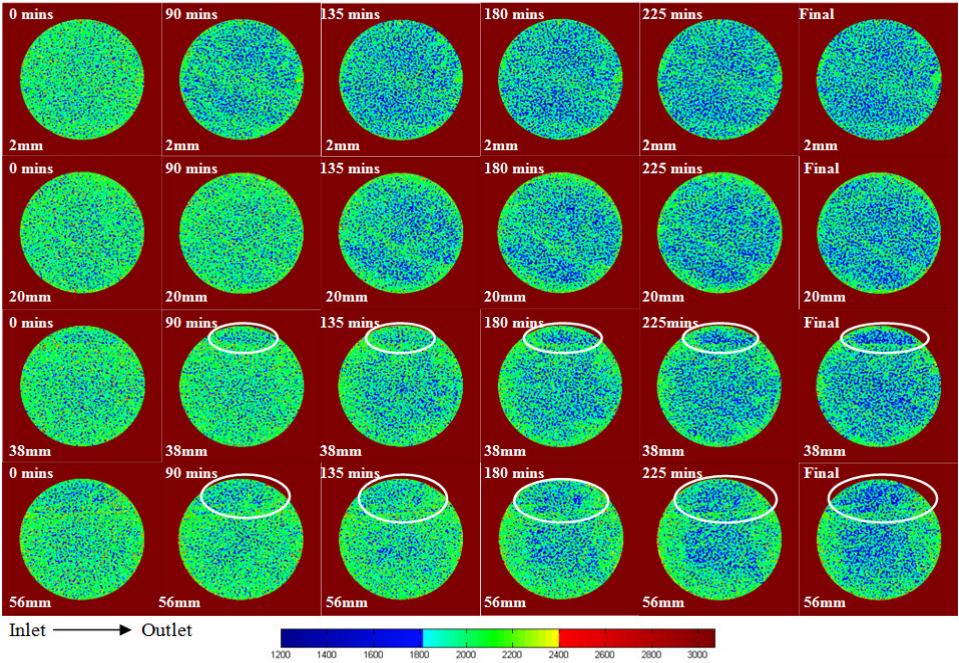 0 mins 90 mins 135 mins 180 mins 225 mins Final
2mm 2mm 2mm 2mm 2mm 2mm
0 mins 90 mins 135 mins 180 mins 225 mins Final
20mm 20mm 20mm 20mm 20mm 20mm
0 mins 90 mins 135 mins 180 mins 225mins Final
38mm 38mm 38mm 38mm 38mm 38mm
0 mins 90 mins 135 mins 180 mins 225 mins Final
56mm 56mm 56mm 56mm 56mm 56mm
Inlet Outlet
1200 1400 1600 1800 2000 2200 2400 2600 2800 3000